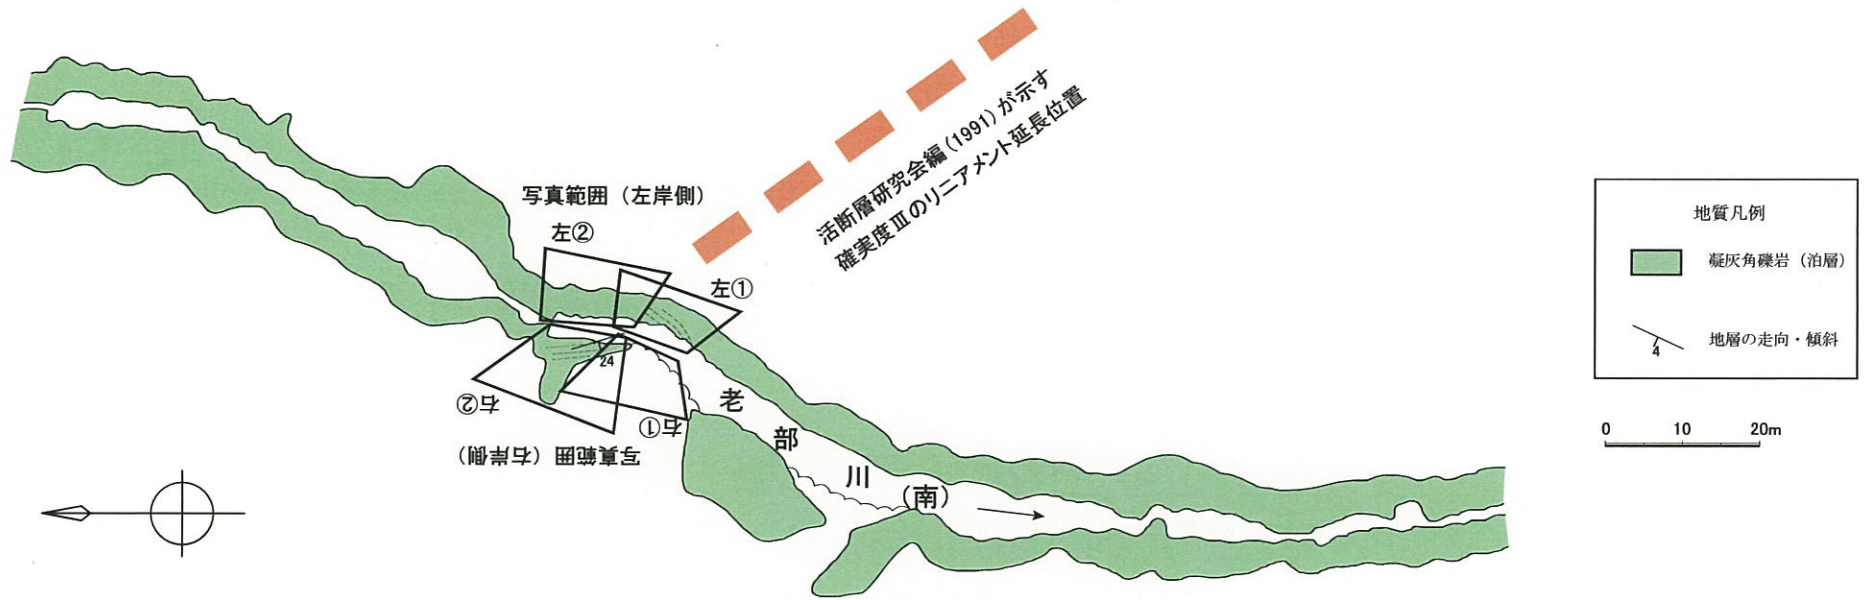 活断層研究会編(1991)が示す
確実度Ⅲのリニアメント延長位置
写真範囲（左岸側）
左②
左①
24
右②
右①
写真範囲（右岸側）
老部川（南）
地質凡例
凝灰角礫岩（泊層）
4
地層の走向・傾斜
0 10 20m